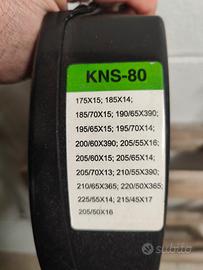 KNS-80
175X15; 185X14;
185/70X15; 190/65X390;
195/65X15; 195/70X14;
200/60X390; 205/55X16;
205/60X15; 205/65X14;
205/70X13; 210/55X390;
210/65X365; 220/50X365;
225/55X14; 215/45X17
205/50X16
subito